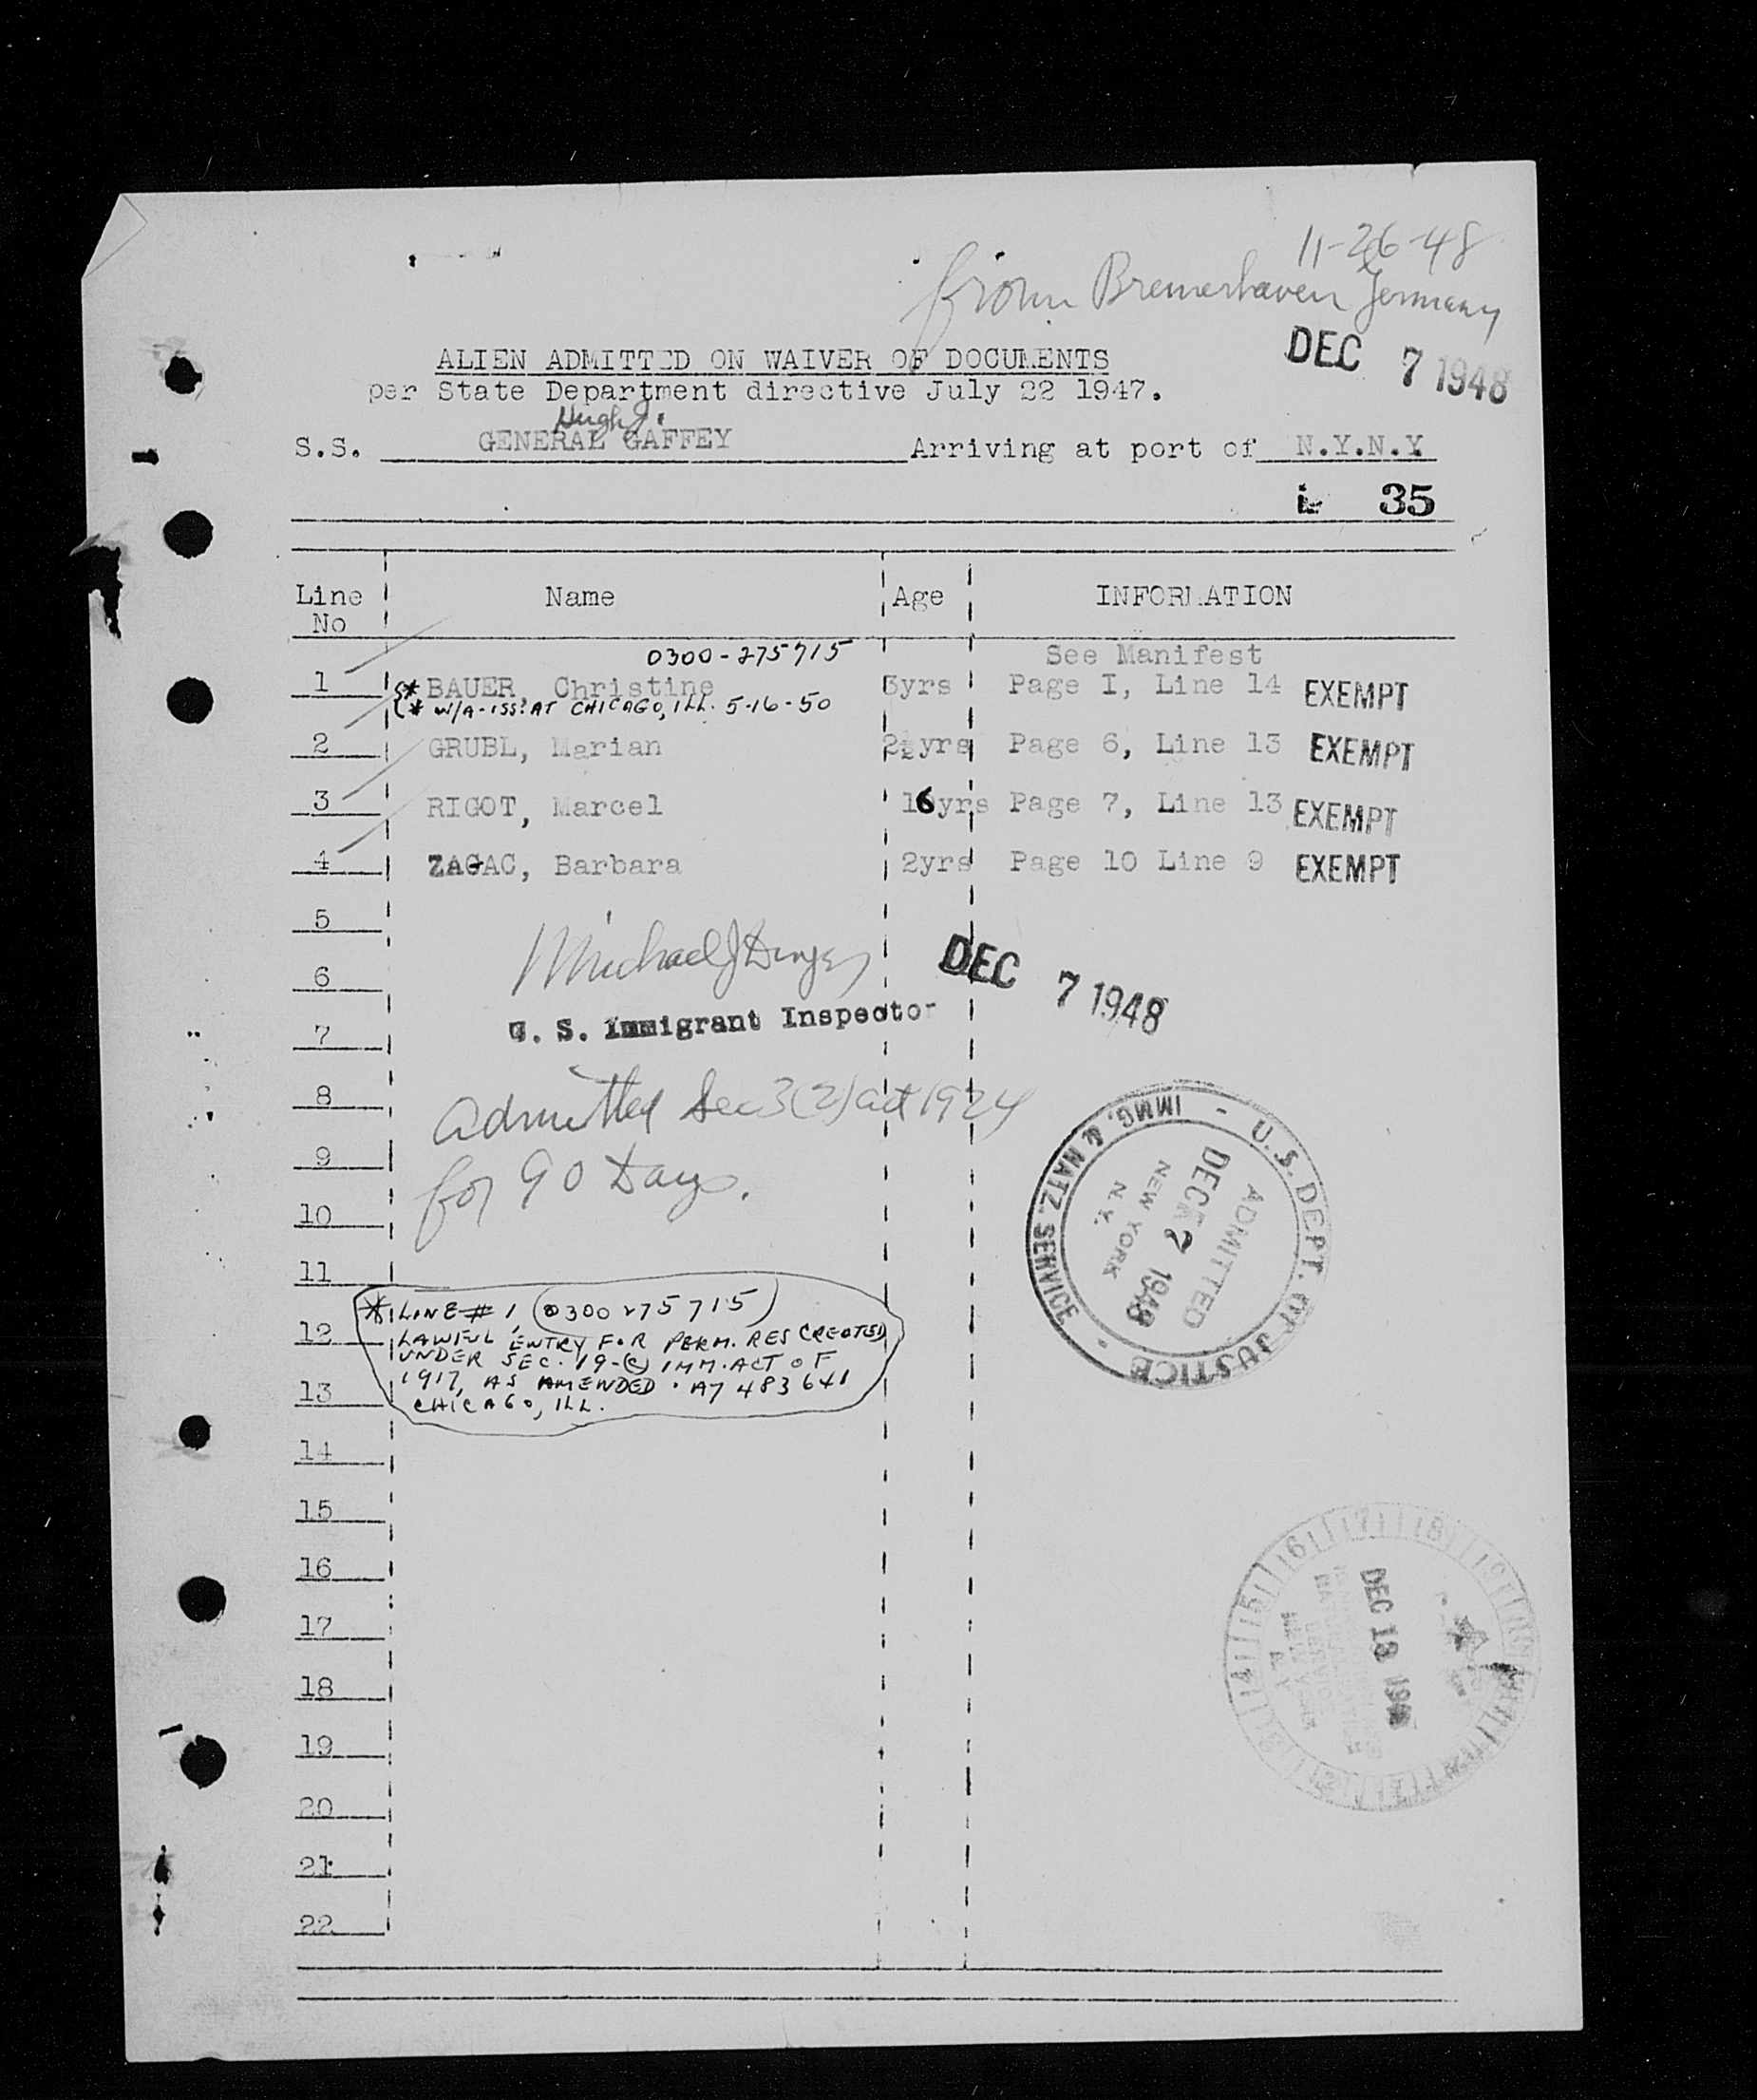 11-26-48
from Bremerhaven Germany
DEC 7 1948
ALIEN ADMITTED ON WAIVER OF DOCUMENTS
per State Department directive July 22 1947.
Hugh J.
S.S. GENERAL GAFFEY Arriving at port of N.Y.N.Y
35
Line No Name Age INFORMATION
0300-275715 See Manifest
1 * BAUER, Christine 3yrs Page I, Line 14 EXEMPT
* W/A-ISS. AT CHICAGO, ILL. 5-16-50
2 GRUBL, Marian 2½yrs Page 6, Line 13 EXEMPT
3 RIGOT, Marcel 16yrs Page 7, Line 13 EXEMPT
4 ZAGAC, Barbara 2yrs Page 10 Line 9 EXEMPT
5
Michael J
DEC 7 1948
6
U. S. Immigrant Inspector
7
8
admitted Sec 3(2) act 1924
9
for 90 Days.
10
11
* LINE # 1, 0300 275715
12
LAWFUL ENTRY FOR PERM. RES CREATED
UNDER SEC. 19-(c) IMM. ACT OF
13
1917, AS AMENDED. A7 483641
CHICAGO, ILL.
U.S. DEPT. OF JUSTICE - IMMG. & NATZ. SERVICE -
ADMITTED
DEC 7 1948
NEW YORK
N.Y.
14
15
16
17
18
19
20
21
22
DEC 13